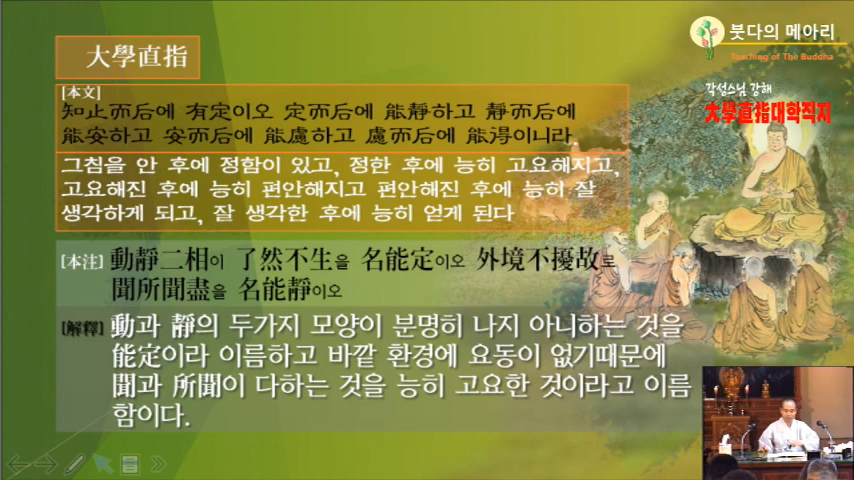 大學直指
붓다의 메아리
Teaching of The Buddha
각성스님 강해
大學直指대학직지
[本文]
知止而后에 有定이오 定而后에 能靜하고 靜而后에
能安하고 安而后에 能慮하고 慮而后에 能得이니라
그침을 안 후에 정함이 있고, 정한 후에 능히 고요해지고,
고요해진 후에 능히 편안해지고 편안해진 후에 능히 잘
생각하게 되고, 잘 생각한 후에 능히 얻게 된다
[本注] 動靜二相이 了然不生을 名能定이오 外境不擾故로
聞所聞盡을 名能靜이오
[解釋] 動과 靜의 두가지 모양이 분명히 나지 아니하는 것을
能定이라 이름하고 바깥 환경에 요동이 없기때문에
聞과 所聞이 다하는 것을 능히 고요한 것이라고 이름
함이다.